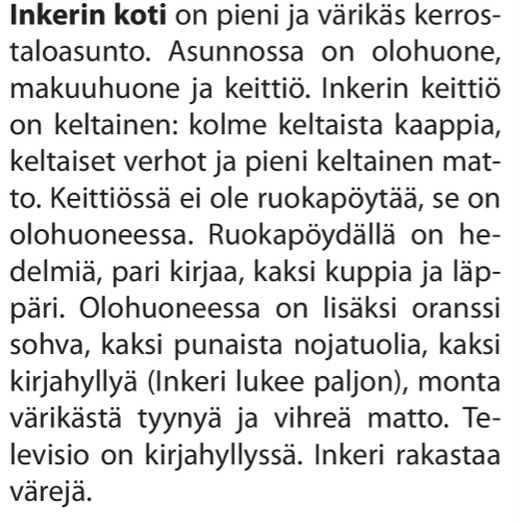 Inkerin koti on pieni ja värikäs kerros-
taloasunto. Asunnossa on olohuone,
makuuhuone ja keittiö. Inkerin keittiö
on keltainen: kolme keltaista kaappia,
keltaiset verhot ja pieni keltainen mat-
to. Keittiössä ei ole ruokapöytää, se on
olohuoneessa. Ruokapöydällä on he-
delmiä, pari kirjaa, kaksi kuppia ja läp-
päri. Olohuoneessa on lisäksi oranssi
sohva, kaksi punaista nojatuolia, kaksi
kirjahyllyä (Inkeri lukee paljon), monta
värikästä tyynyä ja vihreä matto. Te-
levisio on kirjahyllyssä. Inkeri rakastaa
värejä.